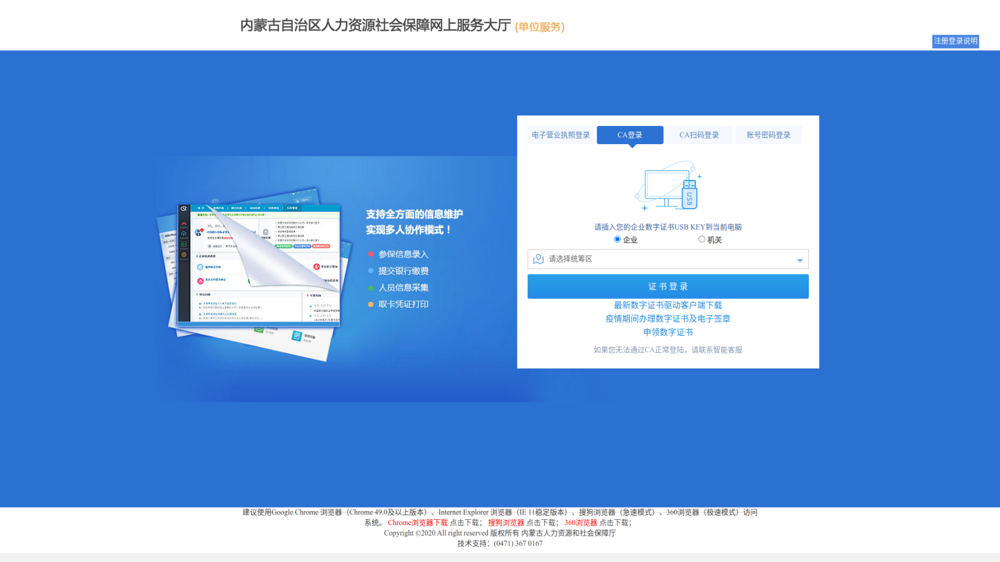 内蒙古自治区人力资源社会保障网上服务大厅 (单位服务)
注册登录说明
电子营业执照登录
CA登录
CA扫码登录
账号密码登录
USB
请插入您的企业数字证书USB KEY到当前电脑
企业
机关
请选择统筹区
证 书 登 录
最新数字证书驱动客户端下载
疫情期间办理数字证书及电子签章
申领数字证书
如果您无法通过CA正常登陆，请联系智能客服
支持全方面的信息维护
实现多人协作模式！
参保信息录入
提交银行缴费
人员信息采集
取卡凭证打印
建议使用Google Chrome 浏览器（Chrome 49.0及以上版本）、Internet Explorer 浏览器（IE 11稳定版本）、搜狗浏览器（急速模式）、360浏览器（极速模式）访问
系统。 Chrome浏览器下载 点击下载； 搜狗浏览器 点击下载； 360浏览器 点击下载；
Copyright ©2020 All right reserved 版权所有 内蒙古人力资源和社会保障厅
技术支持：(0471) 367 0167